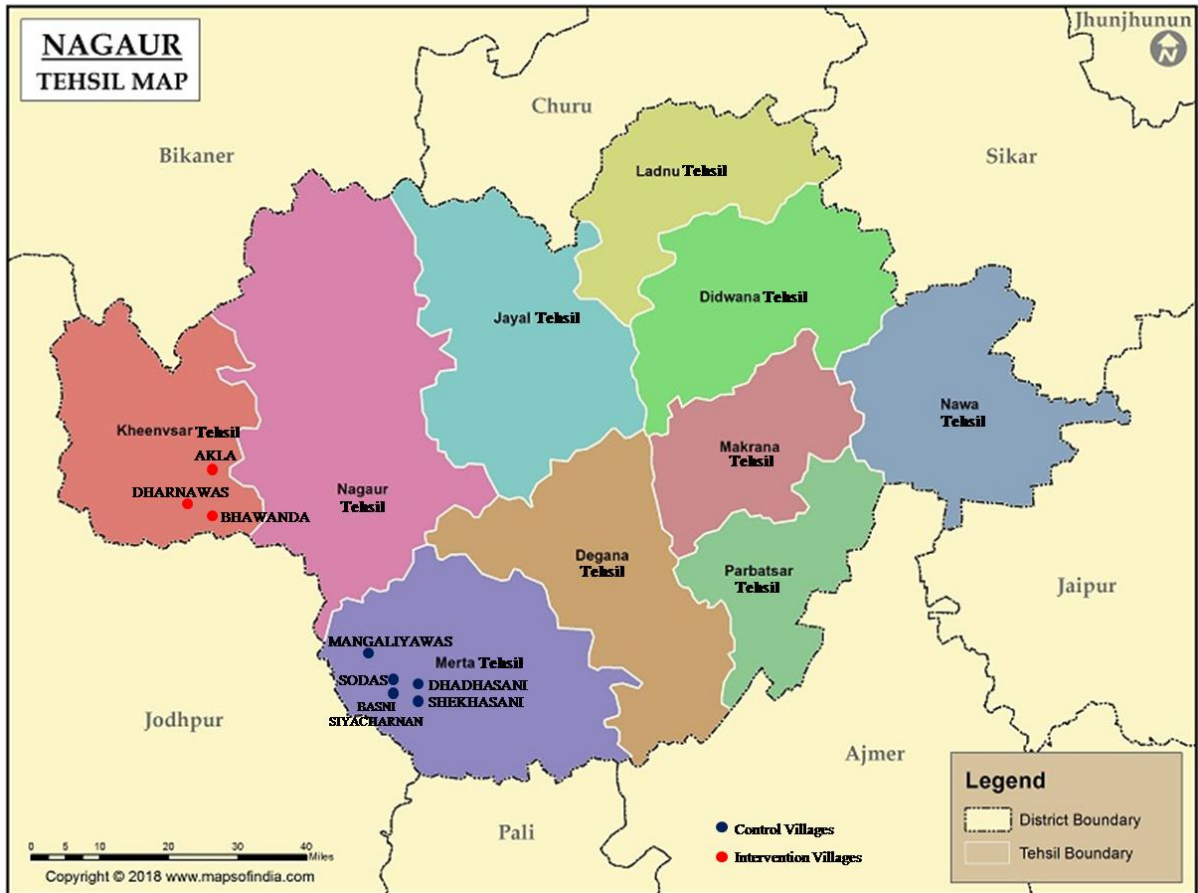 NAGAUR
TEHSIL MAP
Jhunjhunun
N
Churu
Bikaner
Sikar
Ladnu Tehsil
Didwana Tehsil
Jayal Tehsil
Nawa
Tehsil
Kheenvsar Tehsil
AKLA
DHARNAWAS
BHAWANDA
Makrana
Tehsil
Nagaur
Tehsil
Degana
Tehsil
Parbatsar
Tehsil
Jaipur
MANGALIYAWAS
Merta Tehsil
SODAS
DHADHASANI
BASNI
SIYACHARNAN
SHEKHASANI
Jodhpur
Ajmer
Pali
Legend
District Boundary
Tehsil Boundary
Control Villages
Intervention Villages
0 5 10 20 30 40
Miles
Copyright © 2018 www.mapsofindia.com